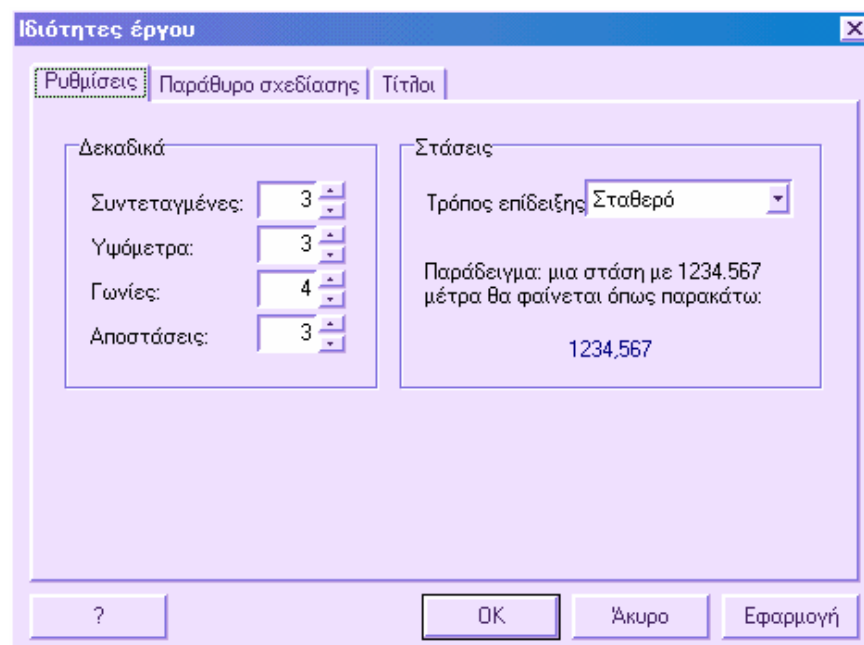 Ιδιότητες έργου
Ρυθμίσεις Παράθυρο σχεδίασης Τίτλοι
Δεκαδικά
Συντεταγμένες: 3
Υψόμετρα: 3
Γωνίες: 4
Αποστάσεις: 3
Στάσεις
Τρόπος επίδειξης Σταθερό
Παράδειγμα: μια στάση με 1234.567
μέτρα θα φαίνεται όπως παρακάτω:
1234,567
? OK Άκυρο Εφαρμογή